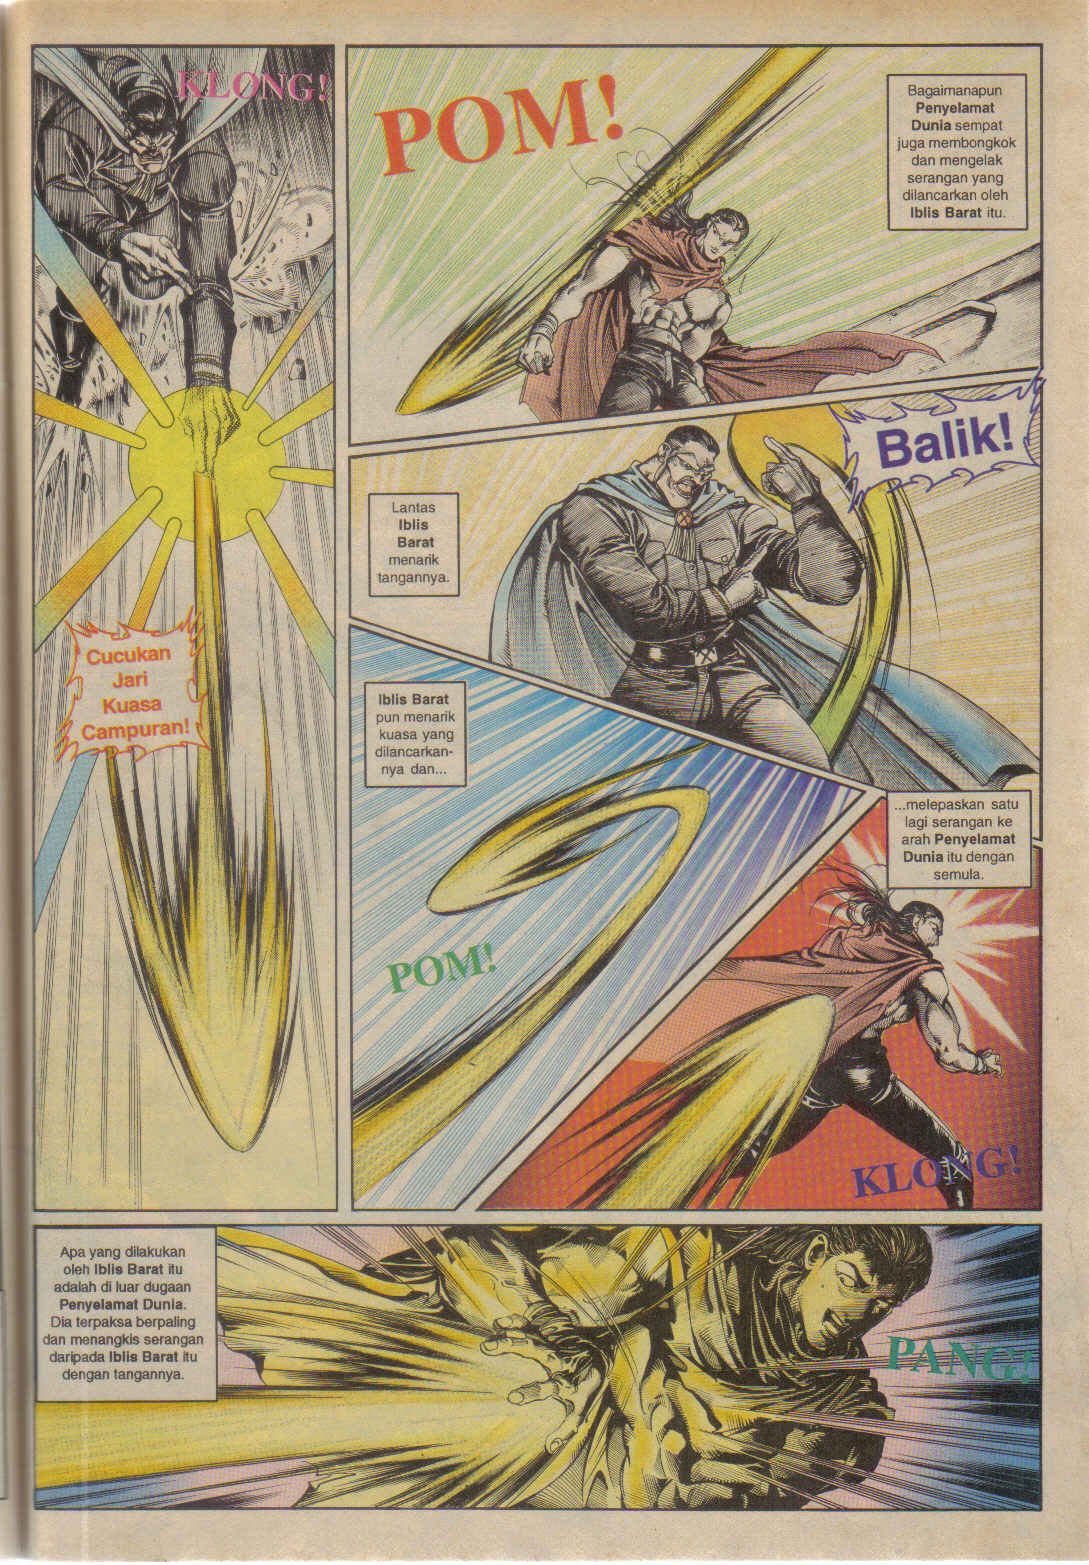 KLONG!
Cucukan
Jari
Kuasa
Campuran!
POM!
Bagaimanapun
Penyelamat
Dunia sempat
juga membongkok
dan mengelak
serangan yang
dilancarkan oleh
Iblis Barat itu.
Balik!
Lantas
Iblis
Barat
menarik
tangannya.
Iblis Barat
pun menarik
kuasa yang
dilancarkan-
nya dan...
POM!
...melepaskan satu
lagi serangan ke
arah Penyelamat
Dunia itu dengan
semula.
KLONG!
Apa yang dilakukan
oleh Iblis Barat itu
adalah di luar dugaan
Penyelamat Dunia.
Dia terpaksa berpaling
dan menangkis serangan
daripada Iblis Barat itu
dengan tangannya.
PANG!